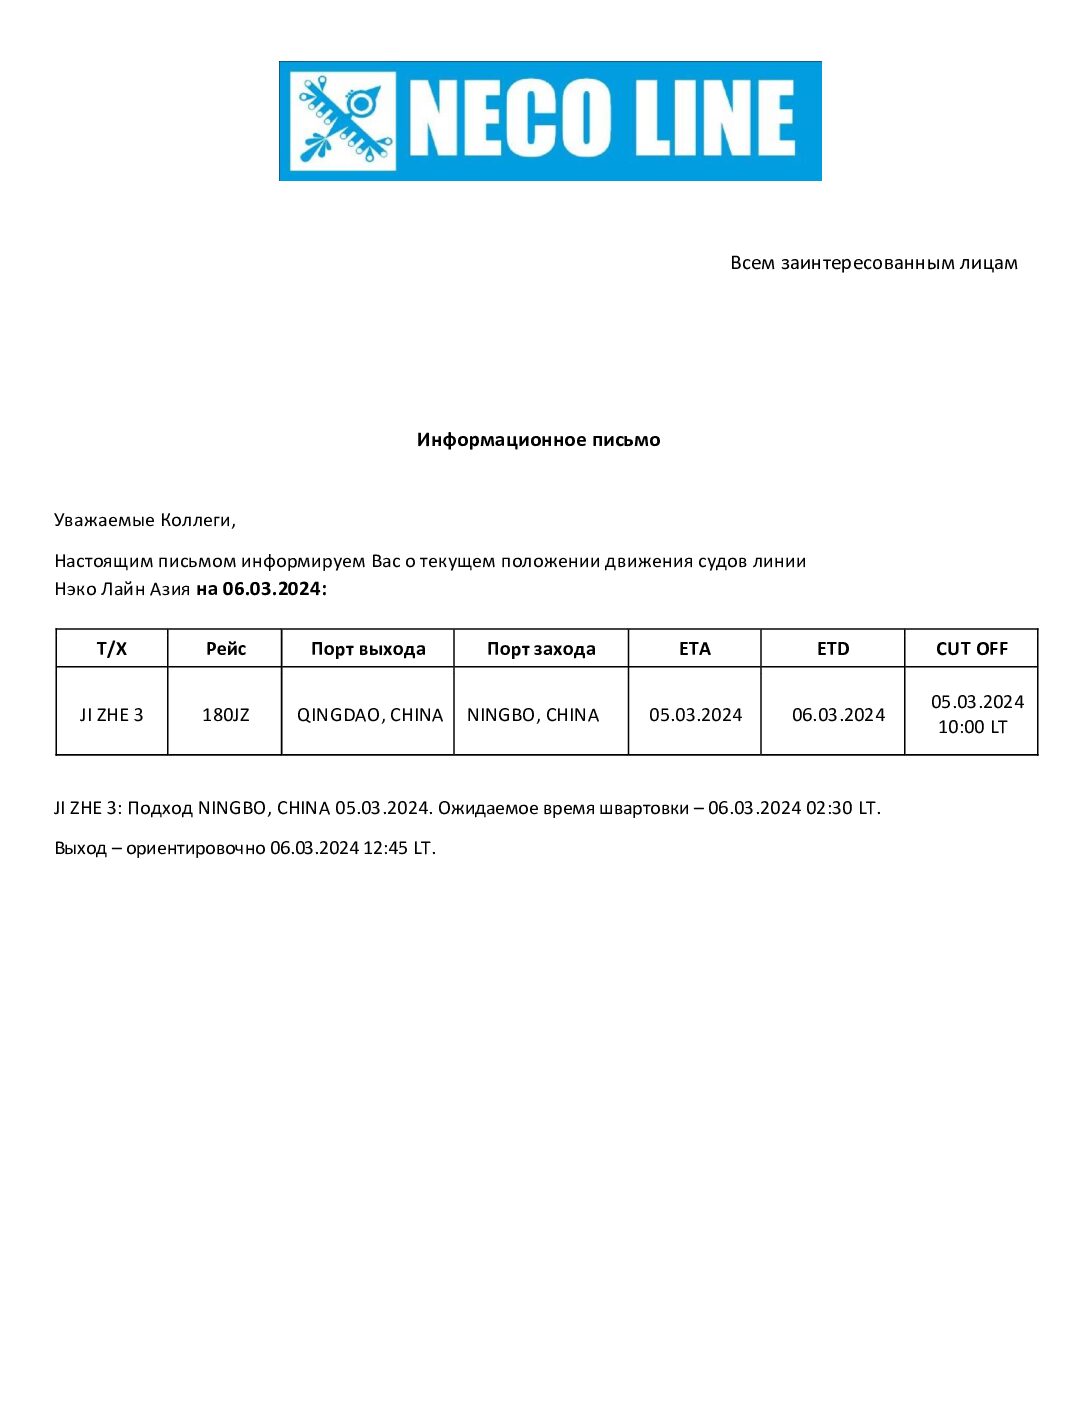 NECO LINE
Всем заинтересованным лицам
Информационное письмо
Уважаемые Коллеги,
Настоящим письмом информируем Вас о текущем положении движения судов линии
Нэко Лайн Азия на 06.03.2024:
Т/Х Рейс Порт выхода Порт захода ETA ETD CUT OFF
JI ZHE 3 180JZ QINGDAO, CHINA NINGBO, CHINA 05.03.2024 06.03.2024 05.03.2024
10:00 LT
JI ZHE 3: Подход NINGBO, CHINA 05.03.2024. Ожидаемое время швартовки – 06.03.2024 02:30 LT.
Выход – ориентировочно 06.03.2024 12:45 LT.